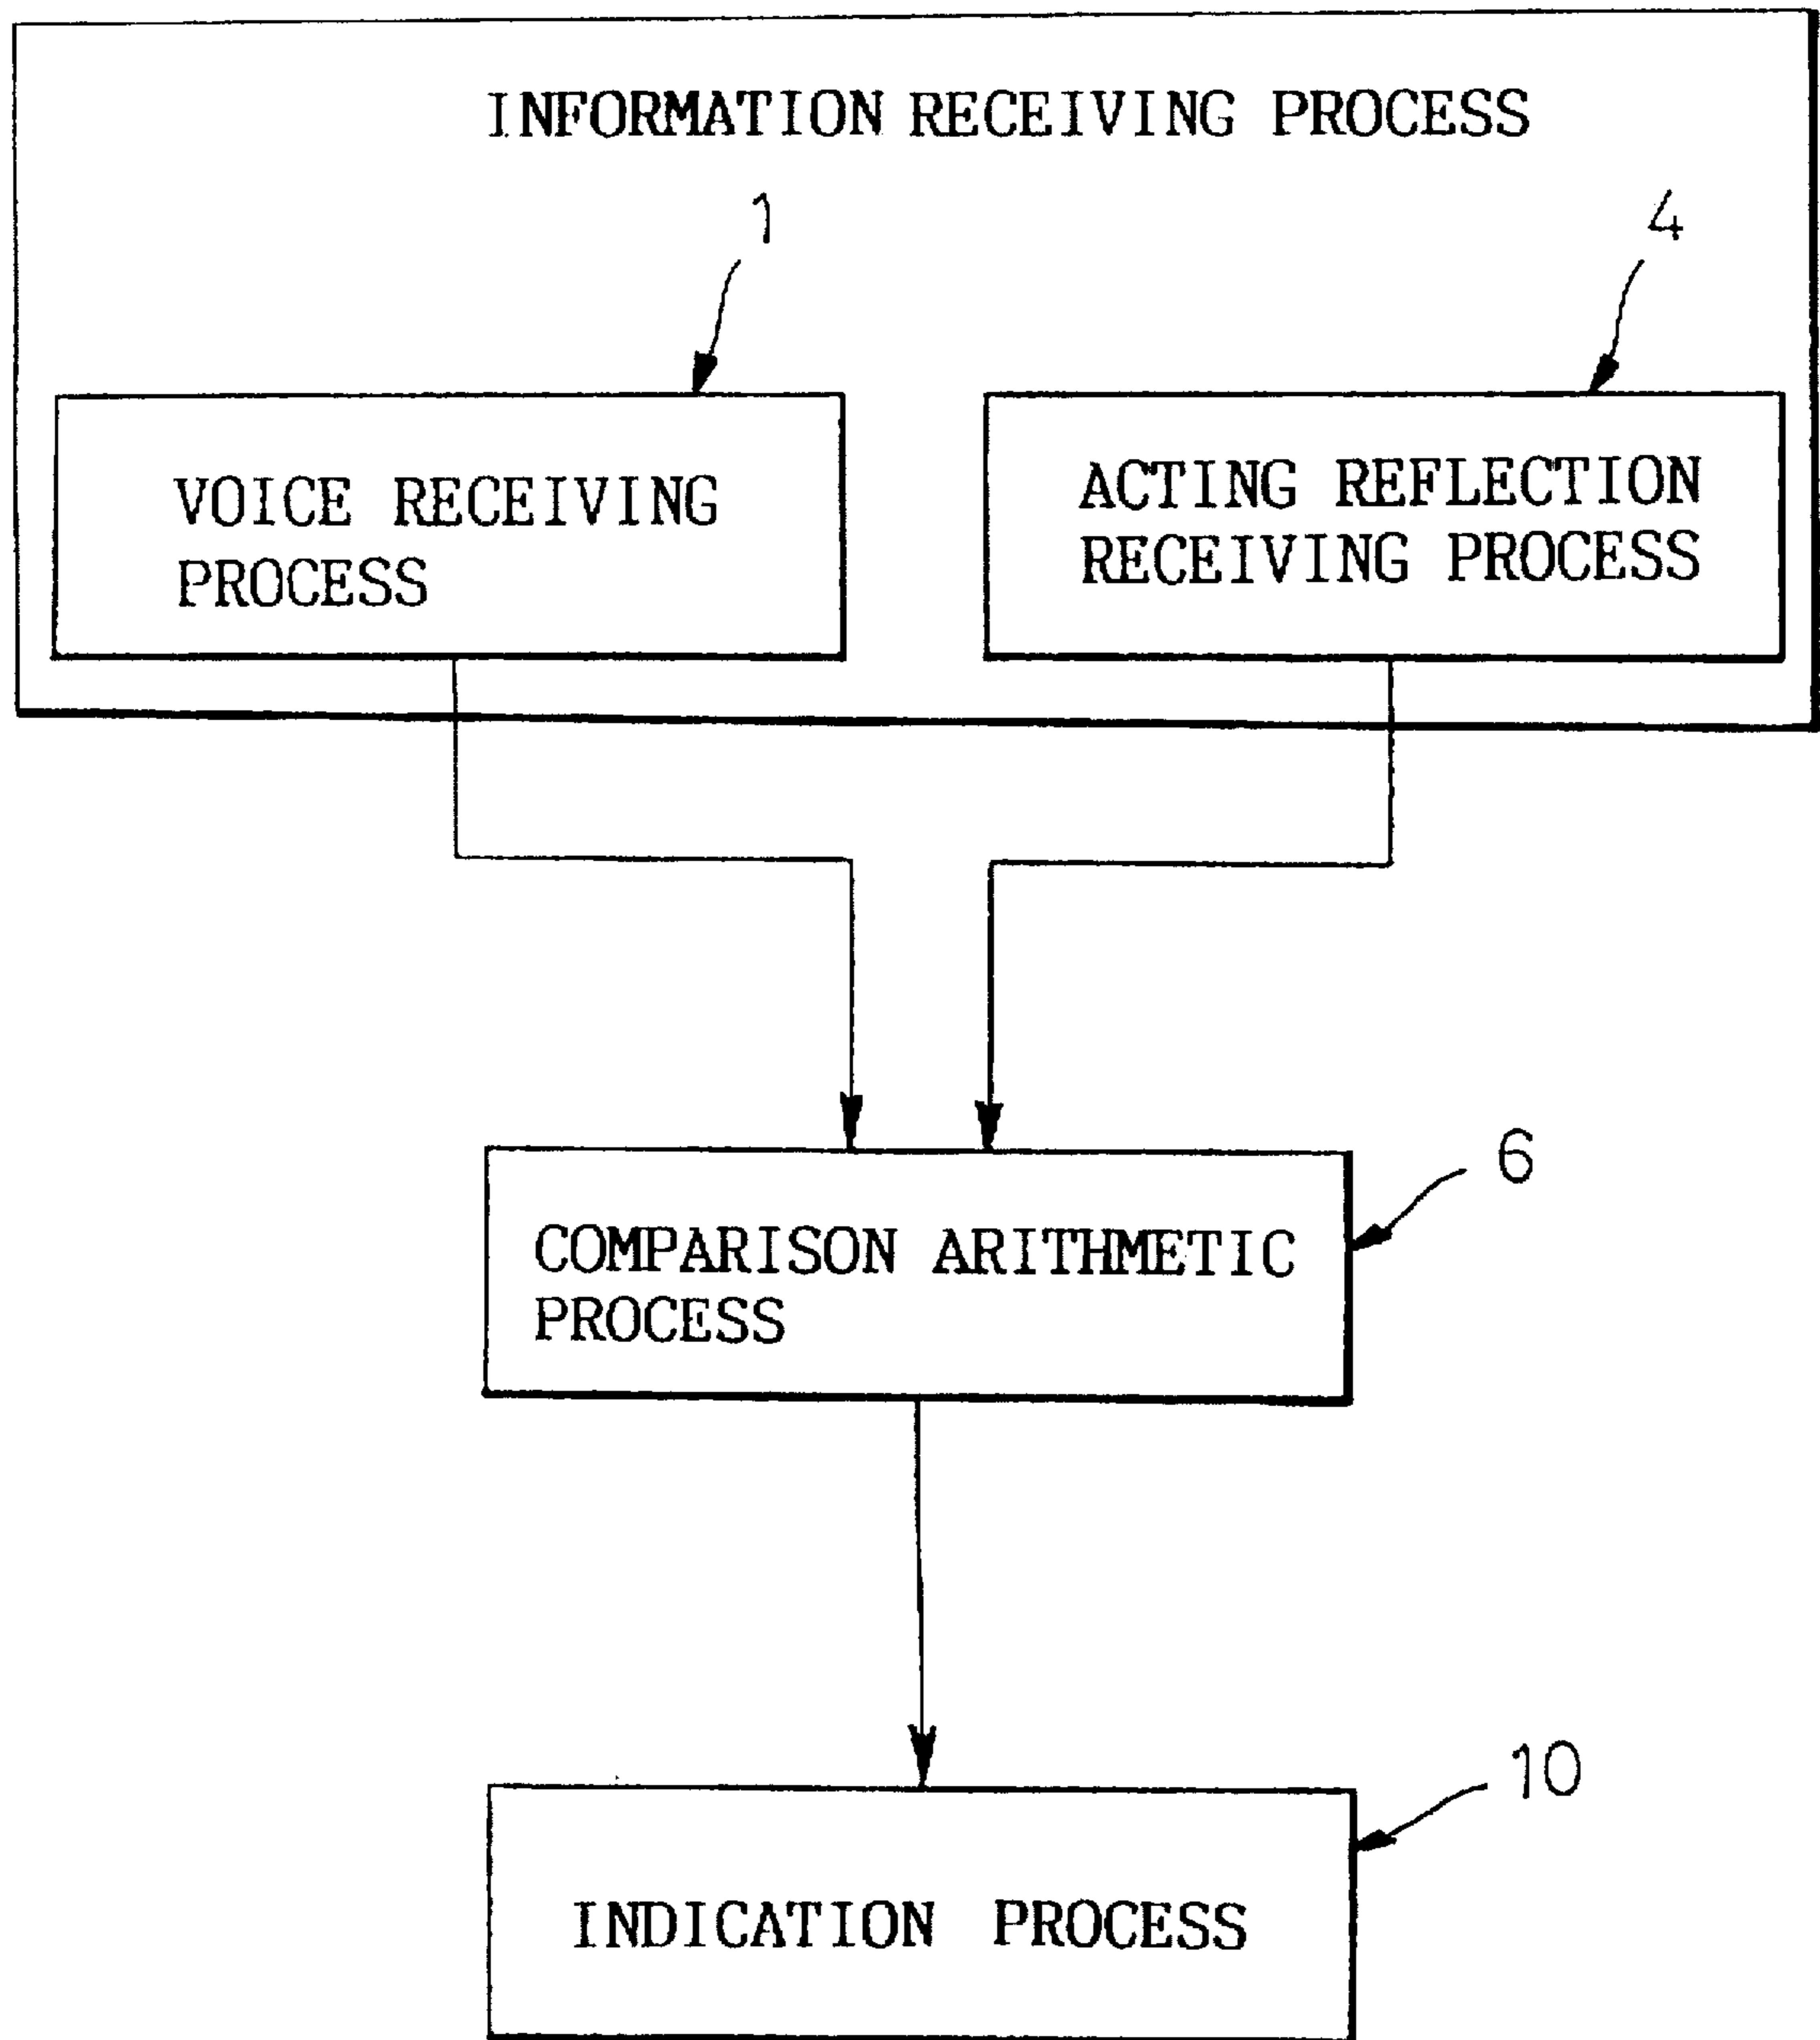 INFORMATION RECEIVING PROCESS
1
4
VOICE RECEIVING
PROCESS
ACTING REFLECTION
RECEIVING PROCESS
6
COMPARISON ARITHMETIC
PROCESS
10
INDICATION PROCESS